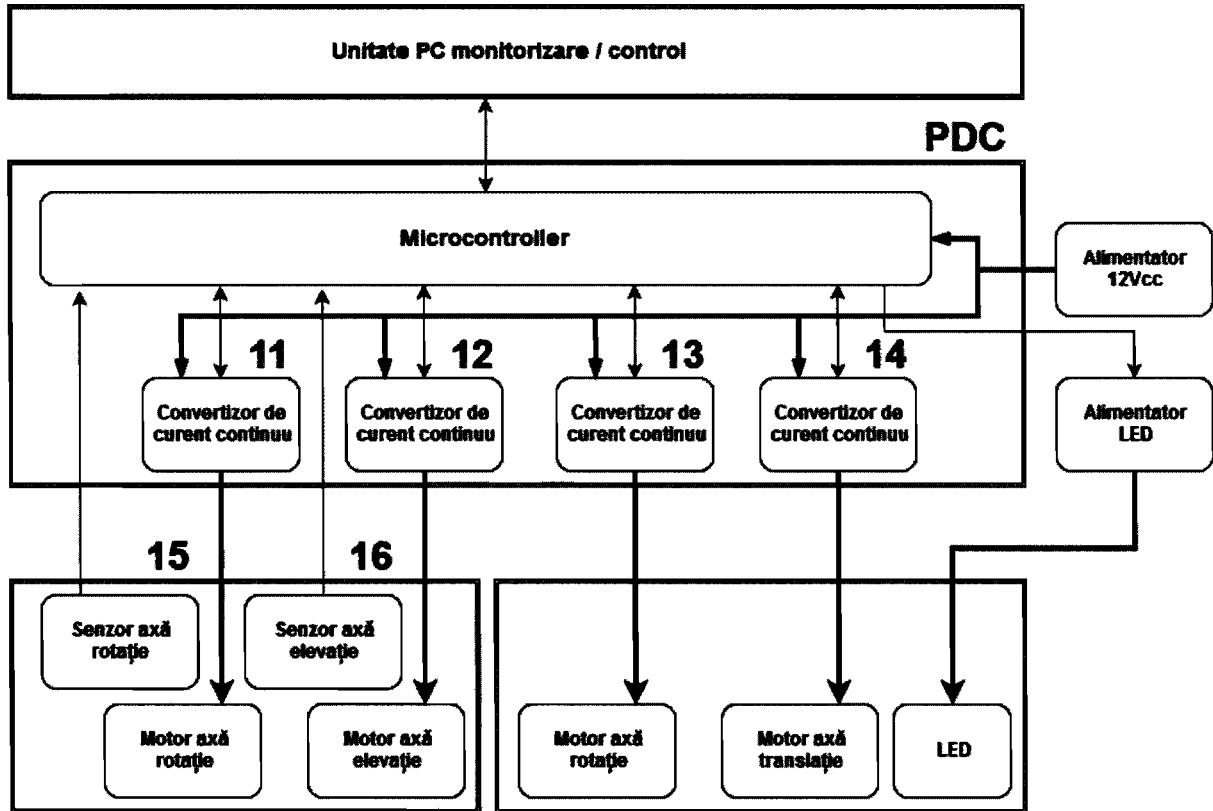 Unitate PC monitorizare / control
PDC
Microcontroller
Alimentator
12Vcc
11
12
13
14
Convertizor de
curent continuu
Convertizor de
curent continuu
Convertizor de
curent continuu
Convertizor de
curent continuu
Alimentator
LED
15
16
Senzor axă
rotație
Senzor axă
elevație
Motor axă
rotație
Motor axă
elevație
Motor axă
rotație
Motor axă
translație
LED